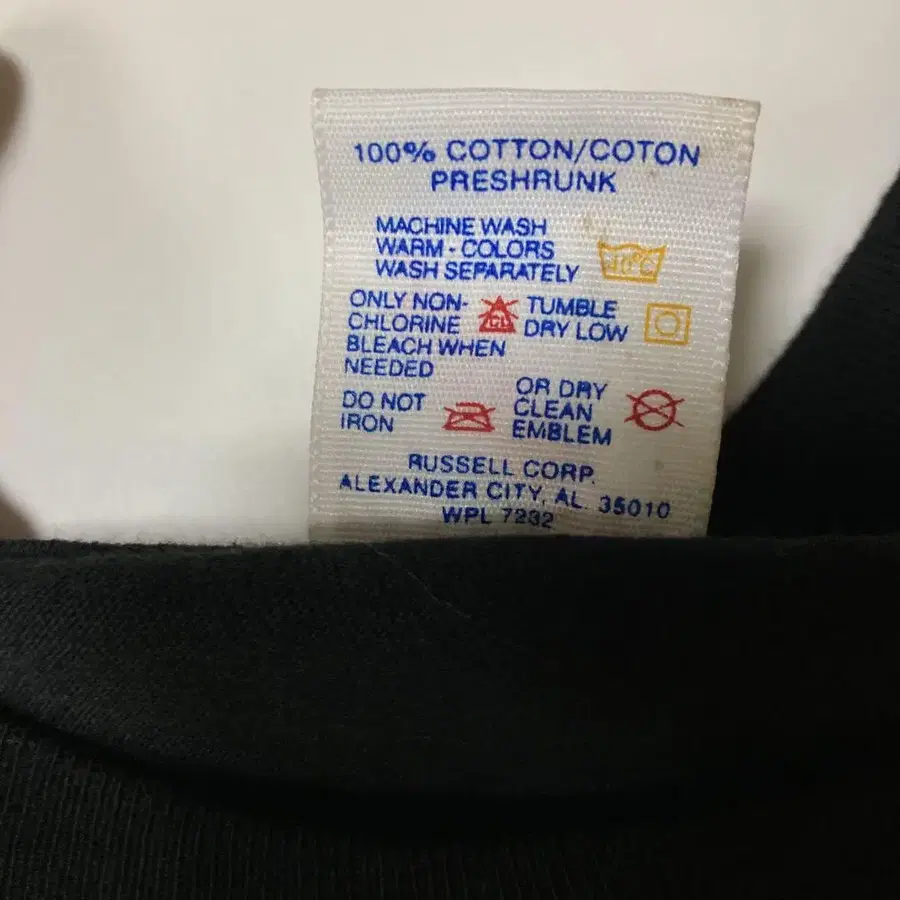 100% COTTON/COTON
PRESHRUNK
MACHINE WASH
WARM - COLORS
WASH SEPARATELY
ONLY NON-
CHLORINE
BLEACH WHEN
NEEDED
CL
TUMBLE
DRY LOW
DO NOT
IRON
OR DRY
CLEAN
EMBLEM
RUSSELL CORP.
ALEXANDER CITY, AL. 35010
WPL 7232